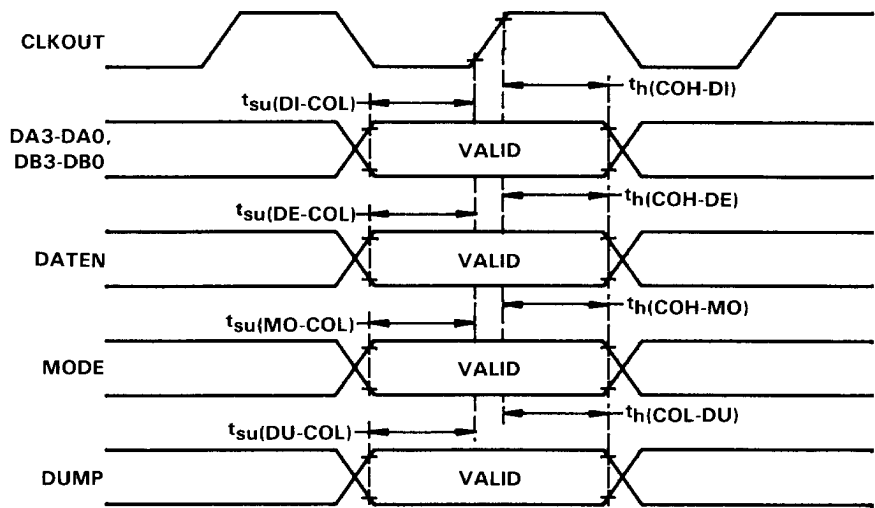 CLKOUT
tsu(DI-COL)
th(COH-DI)
DA3-DA0,
DB3-DB0
VALID
tsu(DE-COL)
th(COH-DE)
DATEN
VALID
tsu(MO-COL)
th(COH-MO)
MODE
VALID
tsu(DU-COL)
th(COL-DU)
DUMP
VALID